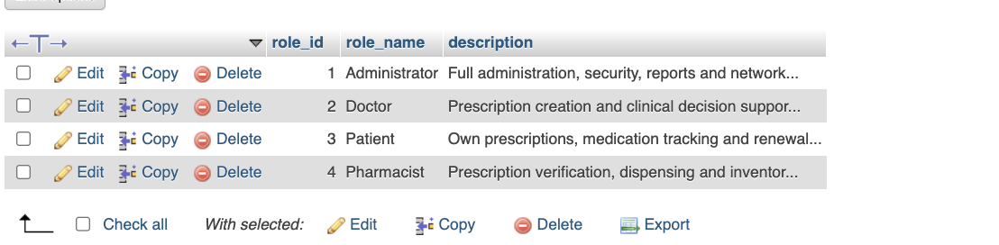 role_id role_name description
Edit Copy Delete 1 Administrator Full administration, security, reports and network...
Edit Copy Delete 2 Doctor Prescription creation and clinical decision suppor...
Edit Copy Delete 3 Patient Own prescriptions, medication tracking and renewal...
Edit Copy Delete 4 Pharmacist Prescription verification, dispensing and inventor...
Check all With selected: Edit Copy Delete Export